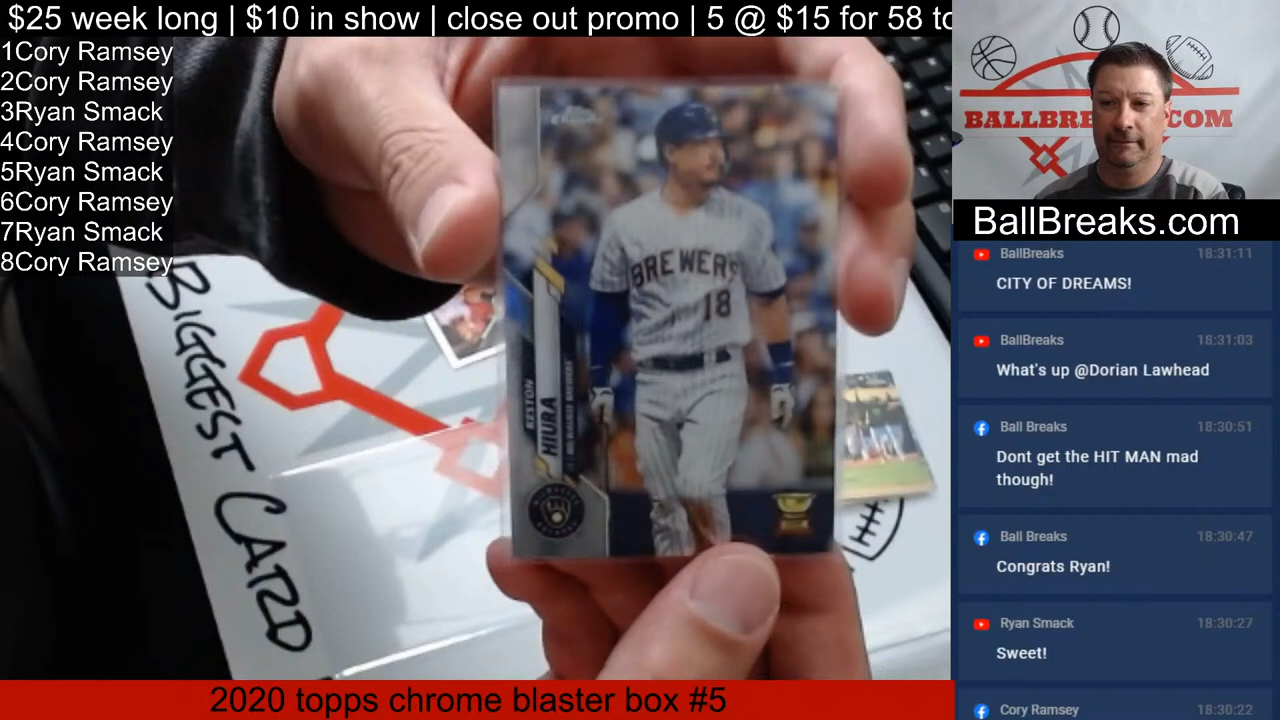 $25 week long | $10 in show | close out promo | 5 @ $15 for 58 to
1Cory Ramsey
2Cory Ramsey
3Ryan Smack
4Cory Ramsey
5Ryan Smack
6Cory Ramsey
7Ryan Smack
8Cory Ramsey
BIGGEST CARD
BREWERS
18
KESTON
HIURA
MILWAUKEE BREWERS
2020 topps chrome blaster box #5
BallBreaks.com
BallBreaks 18:31:11
CITY OF DREAMS!
BallBreaks 18:31:03
What's up @Dorian Lawhead
Ball Breaks 18:30:51
Dont get the HIT MAN mad
though!
Ball Breaks 18:30:47
Congrats Ryan!
Ryan Smack 18:30:27
Sweet!
Cory Ramsey 18:30:22